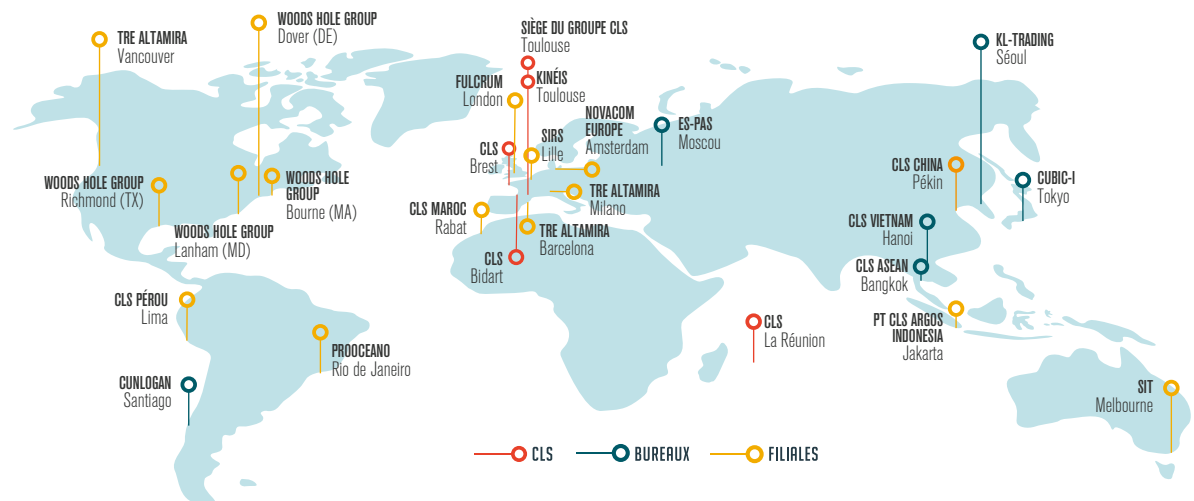 WOODS HOLE GROUP
Dover (DE)
TRE ALTAMIRA
Vancouver
SIÈGE DU GROUPE CLS
Toulouse
KINÉIS
Toulouse
FULCRUM
London
KL-TRADING
Séoul
NOVACOM
EUROPE
Amsterdam
ES-PAS
Moscou
SIRS
Lille
CLS
Brest
WOODS HOLE GROUP
Richmond (TX)
WOODS HOLE
GROUP
Bourne (MA)
WOODS HOLE GROUP
Lanham (MD)
TRE ALTAMIRA
Milano
CLS MAROC
Rabat
TRE ALTAMIRA
Barcelona
CLS
Bidart
CLS CHINA
Pékin
CUBIC-I
Tokyo
CLS VIETNAM
Hanoi
CLS ASEAN
Bangkok
CLS PÉROU
Lima
PROOCEANO
Rio de Janeiro
CLS
La Réunion
PT CLS ARGOS
INDONESIA
Jakarta
CUNLOGAN
Santiago
SIT
Melbourne
CLS
BUREAUX
FILIALES